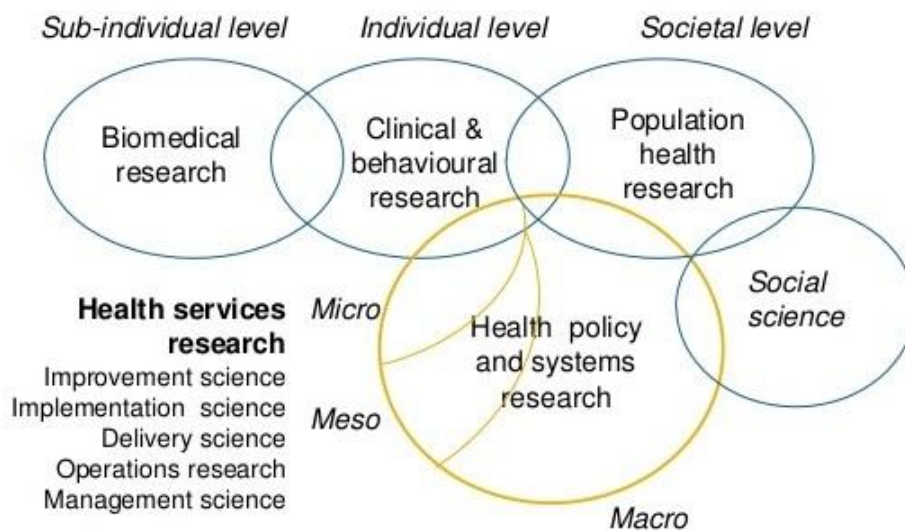 Sub-individual level
Individual level
Societal level
Biomedical
research
Clinical &
behavioural
research
Population
health
research
Social
science
Health services
research
Improvement science
Implementation science
Delivery science
Operations research
Management science
Micro
Meso
Macro
Health policy
and systems
research